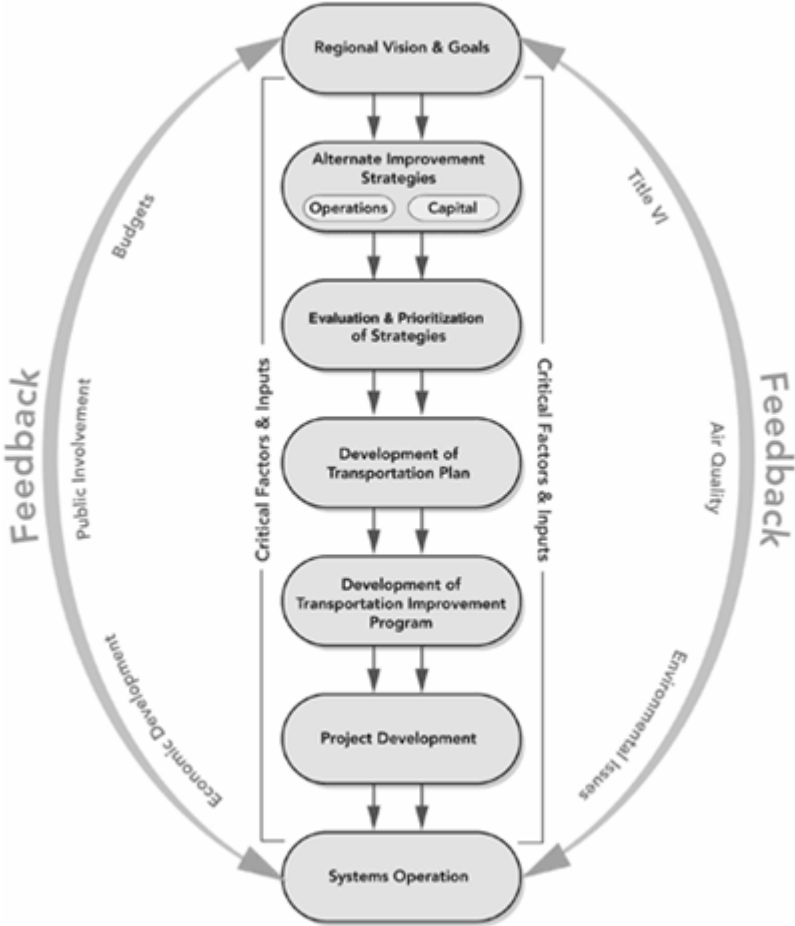 Regional Vision & Goals
Alternate Improvement
Strategies
Operations
Capital
Evaluation & Prioritization
of Strategies
Development of
Transportation Plan
Development of
Transportation Improvement
Program
Project Development
Systems Operation
Critical Factors & Inputs
Critical Factors & Inputs
Feedback
Budgets
Public Involvement
Economic Development
Feedback
Title VI
Air Quality
Environmental Issues